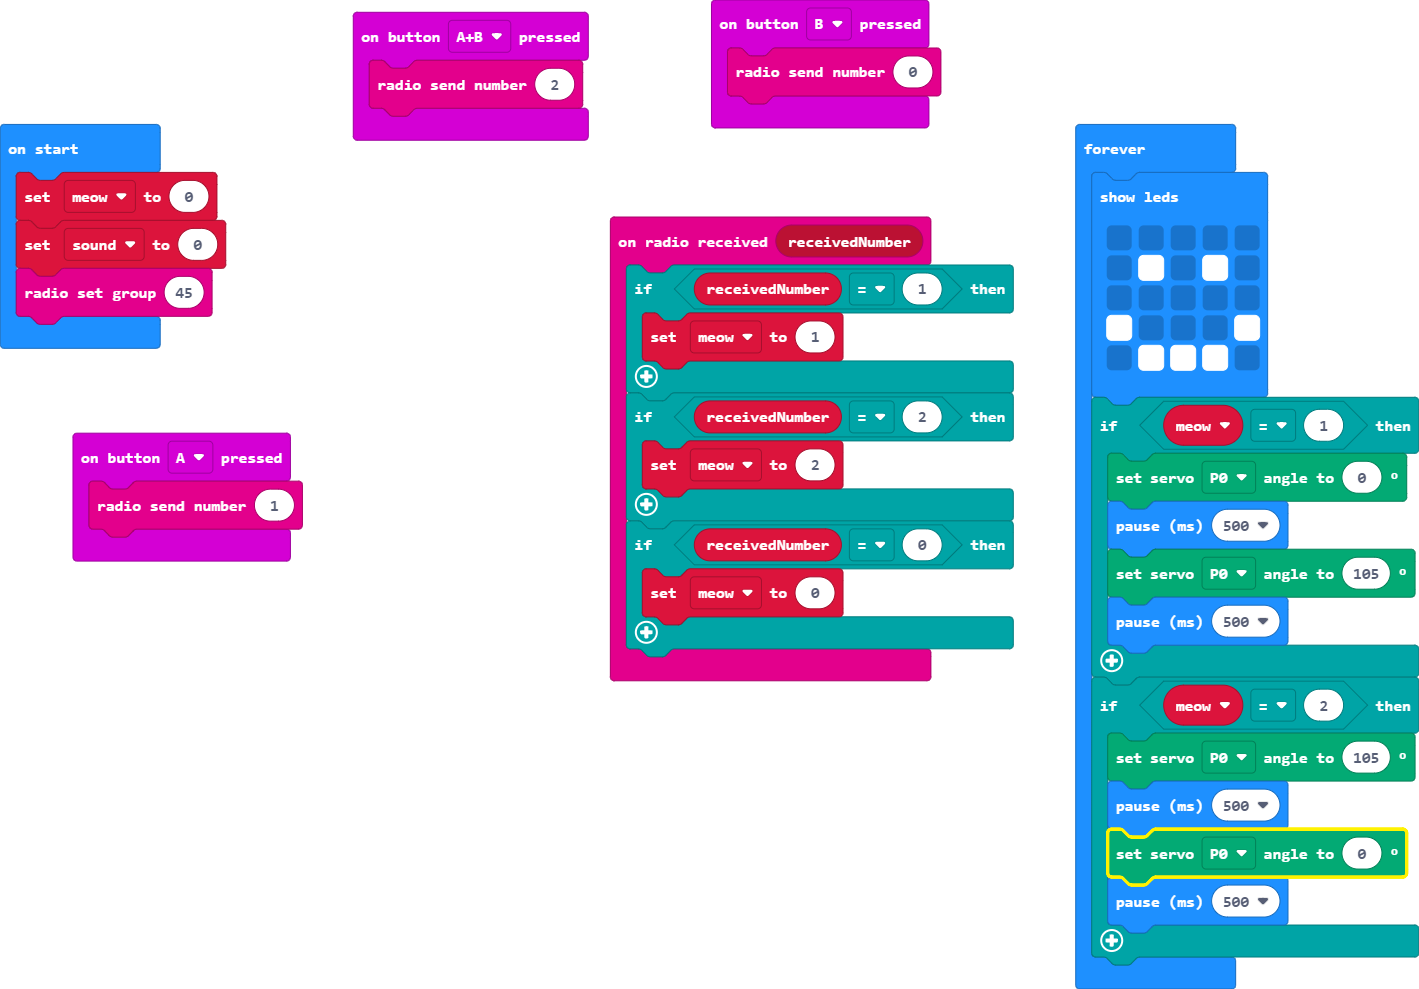 on button A+B pressed
radio send number 2
on button B pressed
radio send number 0
on start
set meow to 0
set sound to 0
radio set group 45
on button A pressed
radio send number 1
on radio received receivedNumber
if receivedNumber = 1 then
set meow to 1
if receivedNumber = 2 then
set meow to 2
if receivedNumber = 0 then
set meow to 0
forever
show leds
if meow = 1 then
set servo P0 angle to 0 °
pause (ms) 500
set servo P0 angle to 105 °
pause (ms) 500
if meow = 2 then
set servo P0 angle to 105 °
pause (ms) 500
set servo P0 angle to 0 °
pause (ms) 500